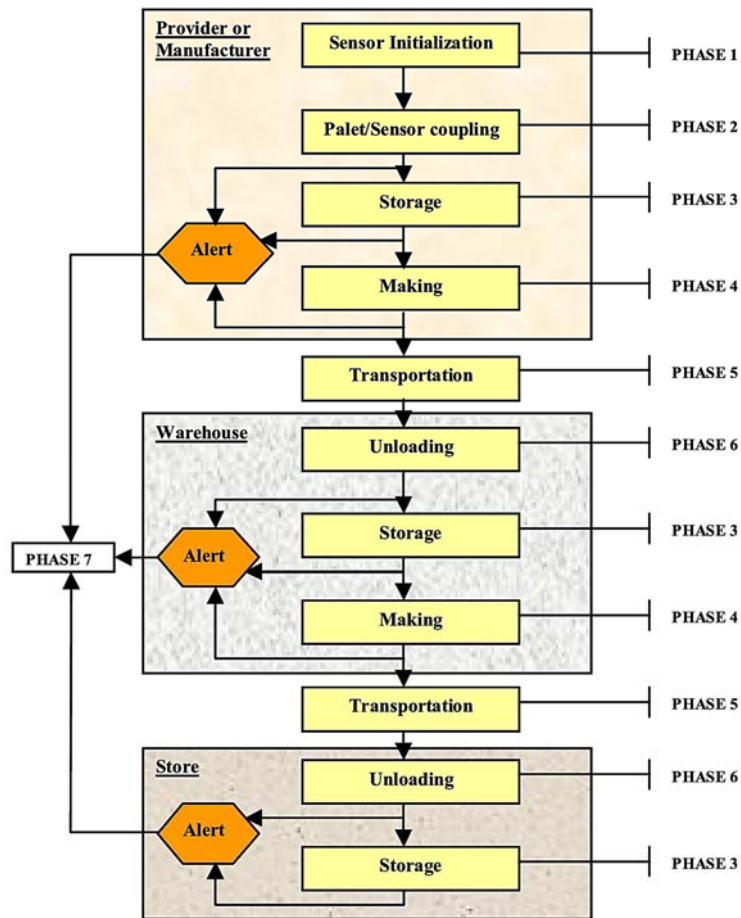 Provider or
Manufacturer
Sensor Initialization
PHASE 1
Palet/Sensor coupling
PHASE 2
Storage
PHASE 3
Alert
Making
PHASE 4
Transportation
PHASE 5
Warehouse
Unloading
PHASE 6
Storage
PHASE 3
PHASE 7
Alert
Making
PHASE 4
Transportation
PHASE 5
Store
Unloading
PHASE 6
Alert
Storage
PHASE 3